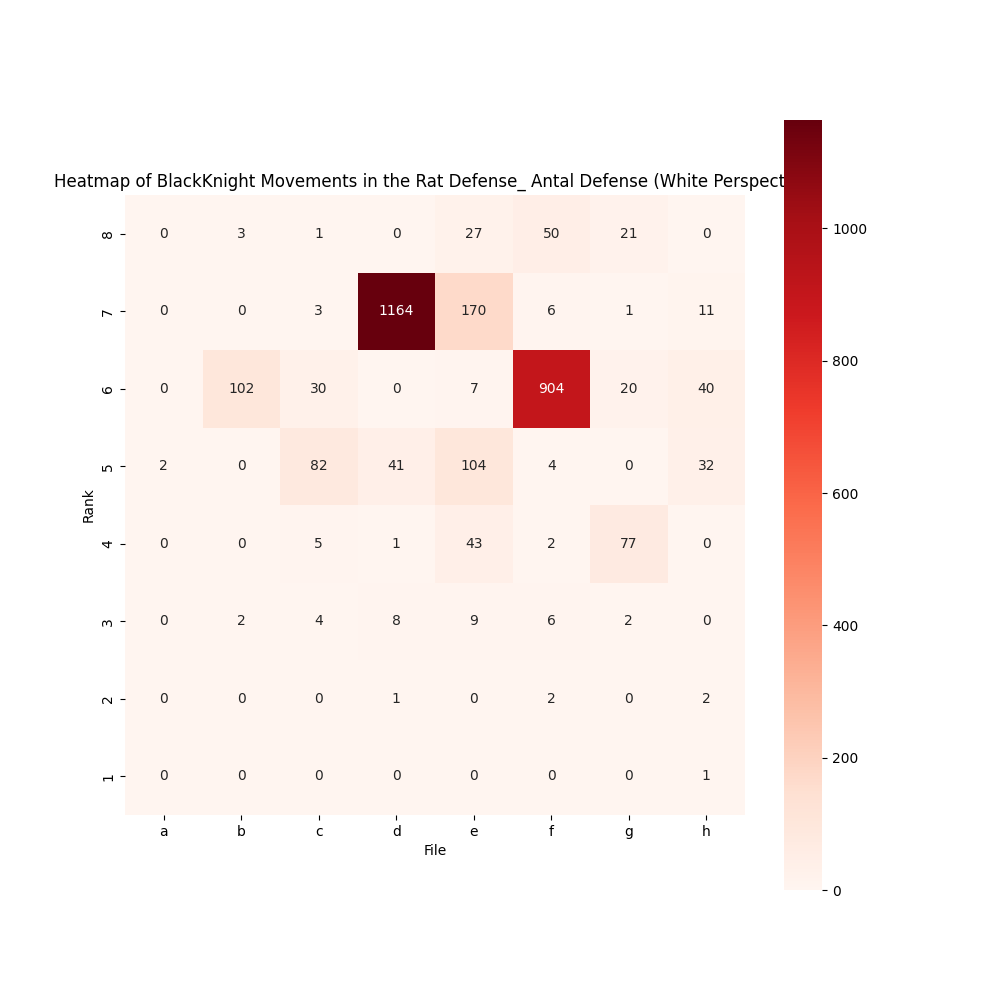 Heatmap of BlackKnight Movements in the Rat Defense_ Antal Defense (White Perspect
8 0 3 1 0 27 50 21 0
7 0 0 3 1164 170 6 1 11
6 0 102 30 0 7 904 20 40
5 2 0 82 41 104 4 0 32
4 0 0 5 1 43 2 77 0
3 0 2 4 8 9 6 2 0
2 0 0 0 1 0 2 0 2
1 0 0 0 0 0 0 0 1
a b c d e f g h
File
Rank
1000
800
600
400
200
0